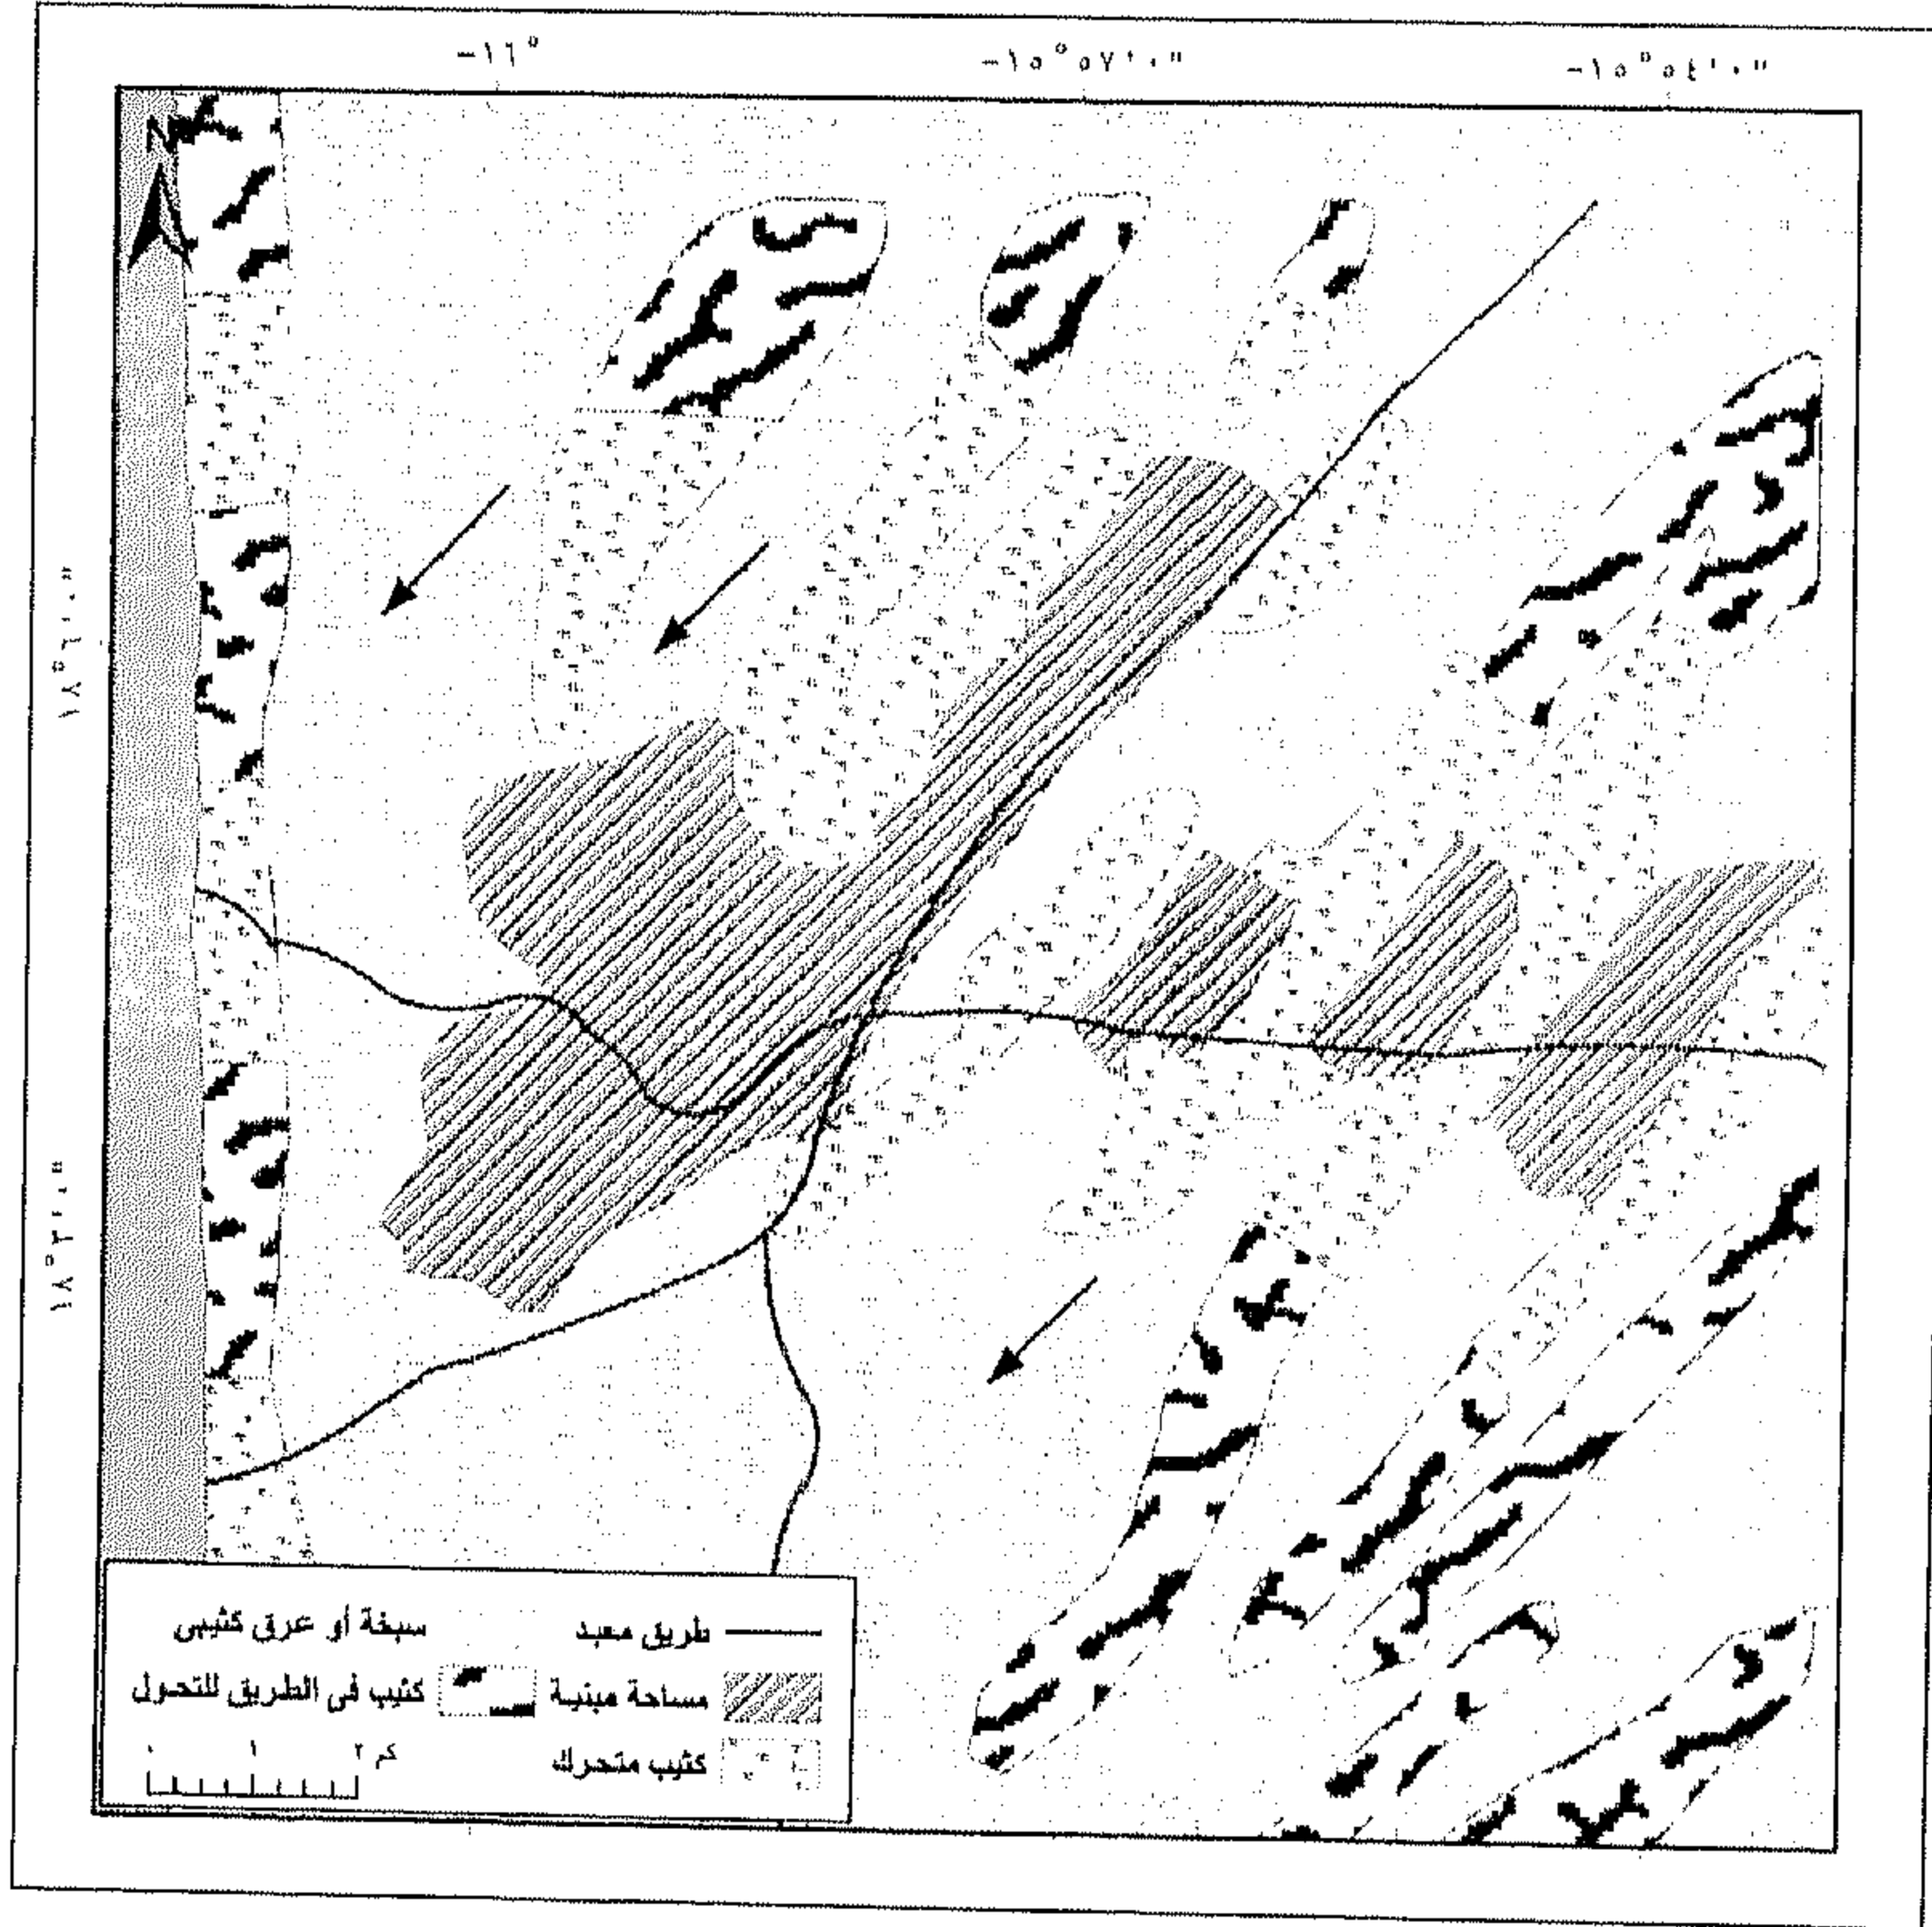 -١٦°
-١٥°٥٧'٠"
-١٥°٥٤'٠"
N
١٨°٦'٠"
١٨°٣'٠"
طريق معبد
سبخة أو عرق كثيبى
مساحة مبنية
كثيب فى الطريق للتحول
كثيب متحرك
٠ ١ ٢ كم